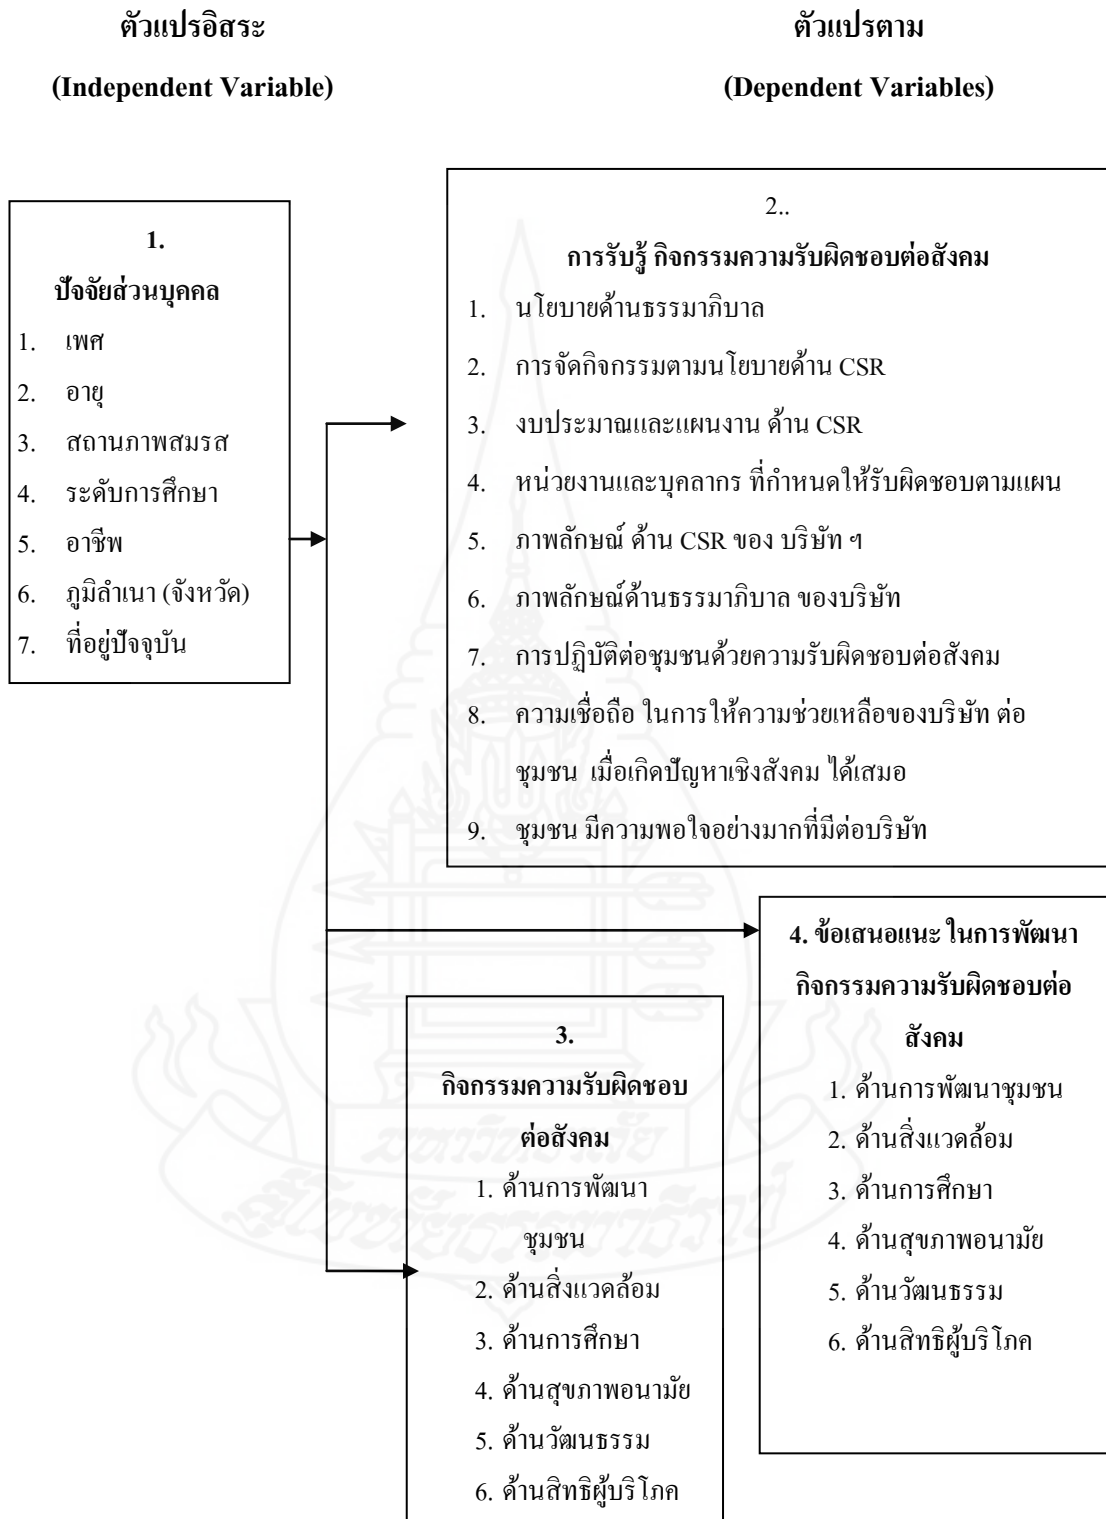 ตัวแปรอิสระ
(Independent Variable)
ตัวแปรตาม
(Dependent Variables)
1.
ปัจจัยส่วนบุคคล
1. เพศ
2. อายุ
3. สถานภาพสมรส
4. ระดับการศึกษา
5. อาชีพ
6. ภูมิลำเนา (จังหวัด)
7. ที่อยู่ปัจจุบัน
2..
การรับรู้ กิจกรรมความรับผิดชอบต่อสังคม
1. นโยบายด้านธรรมาภิบาล
2. การจัดกิจกรรมตามนโยบายด้าน CSR
3. งบประมาณและแผนงาน ด้าน CSR
4. หน่วยงานและบุคลากร ที่กำหนดให้รับผิดชอบตามแผน
5. ภาพลักษณ์ ด้าน CSR ของ บริษัท ฯ
6. ภาพลักษณ์ด้านธรรมาภิบาล ของบริษัท
7. การปฏิบัติต่อชุมชนด้วยความรับผิดชอบต่อสังคม
8. ความเชื่อถือ ในการให้ความช่วยเหลือของบริษัท ต่อ
ชุมชน เมื่อเกิดปัญหาเชิงสังคม ได้เสมอ
9. ชุมชน มีความพอใจอย่างมากที่มีต่อบริษัท
3.
กิจกรรมความรับผิดชอบ
ต่อสังคม
1. ด้านการพัฒนา
ชุมชน
2. ด้านสิ่งแวดล้อม
3. ด้านการศึกษา
4. ด้านสุขภาพอนามัย
5. ด้านวัฒนธรรม
6. ด้านสิทธิผู้บริโภค
4. ข้อเสนอแนะ ในการพัฒนา
กิจกรรมความรับผิดชอบต่อ
สังคม
1. ด้านการพัฒนาชุมชน
2. ด้านสิ่งแวดล้อม
3. ด้านการศึกษา
4. ด้านสุขภาพอนามัย
5. ด้านวัฒนธรรม
6. ด้านสิทธิผู้บริโภค
มหาวิทยาลัย
สุโขทัยธรรมาธิราช